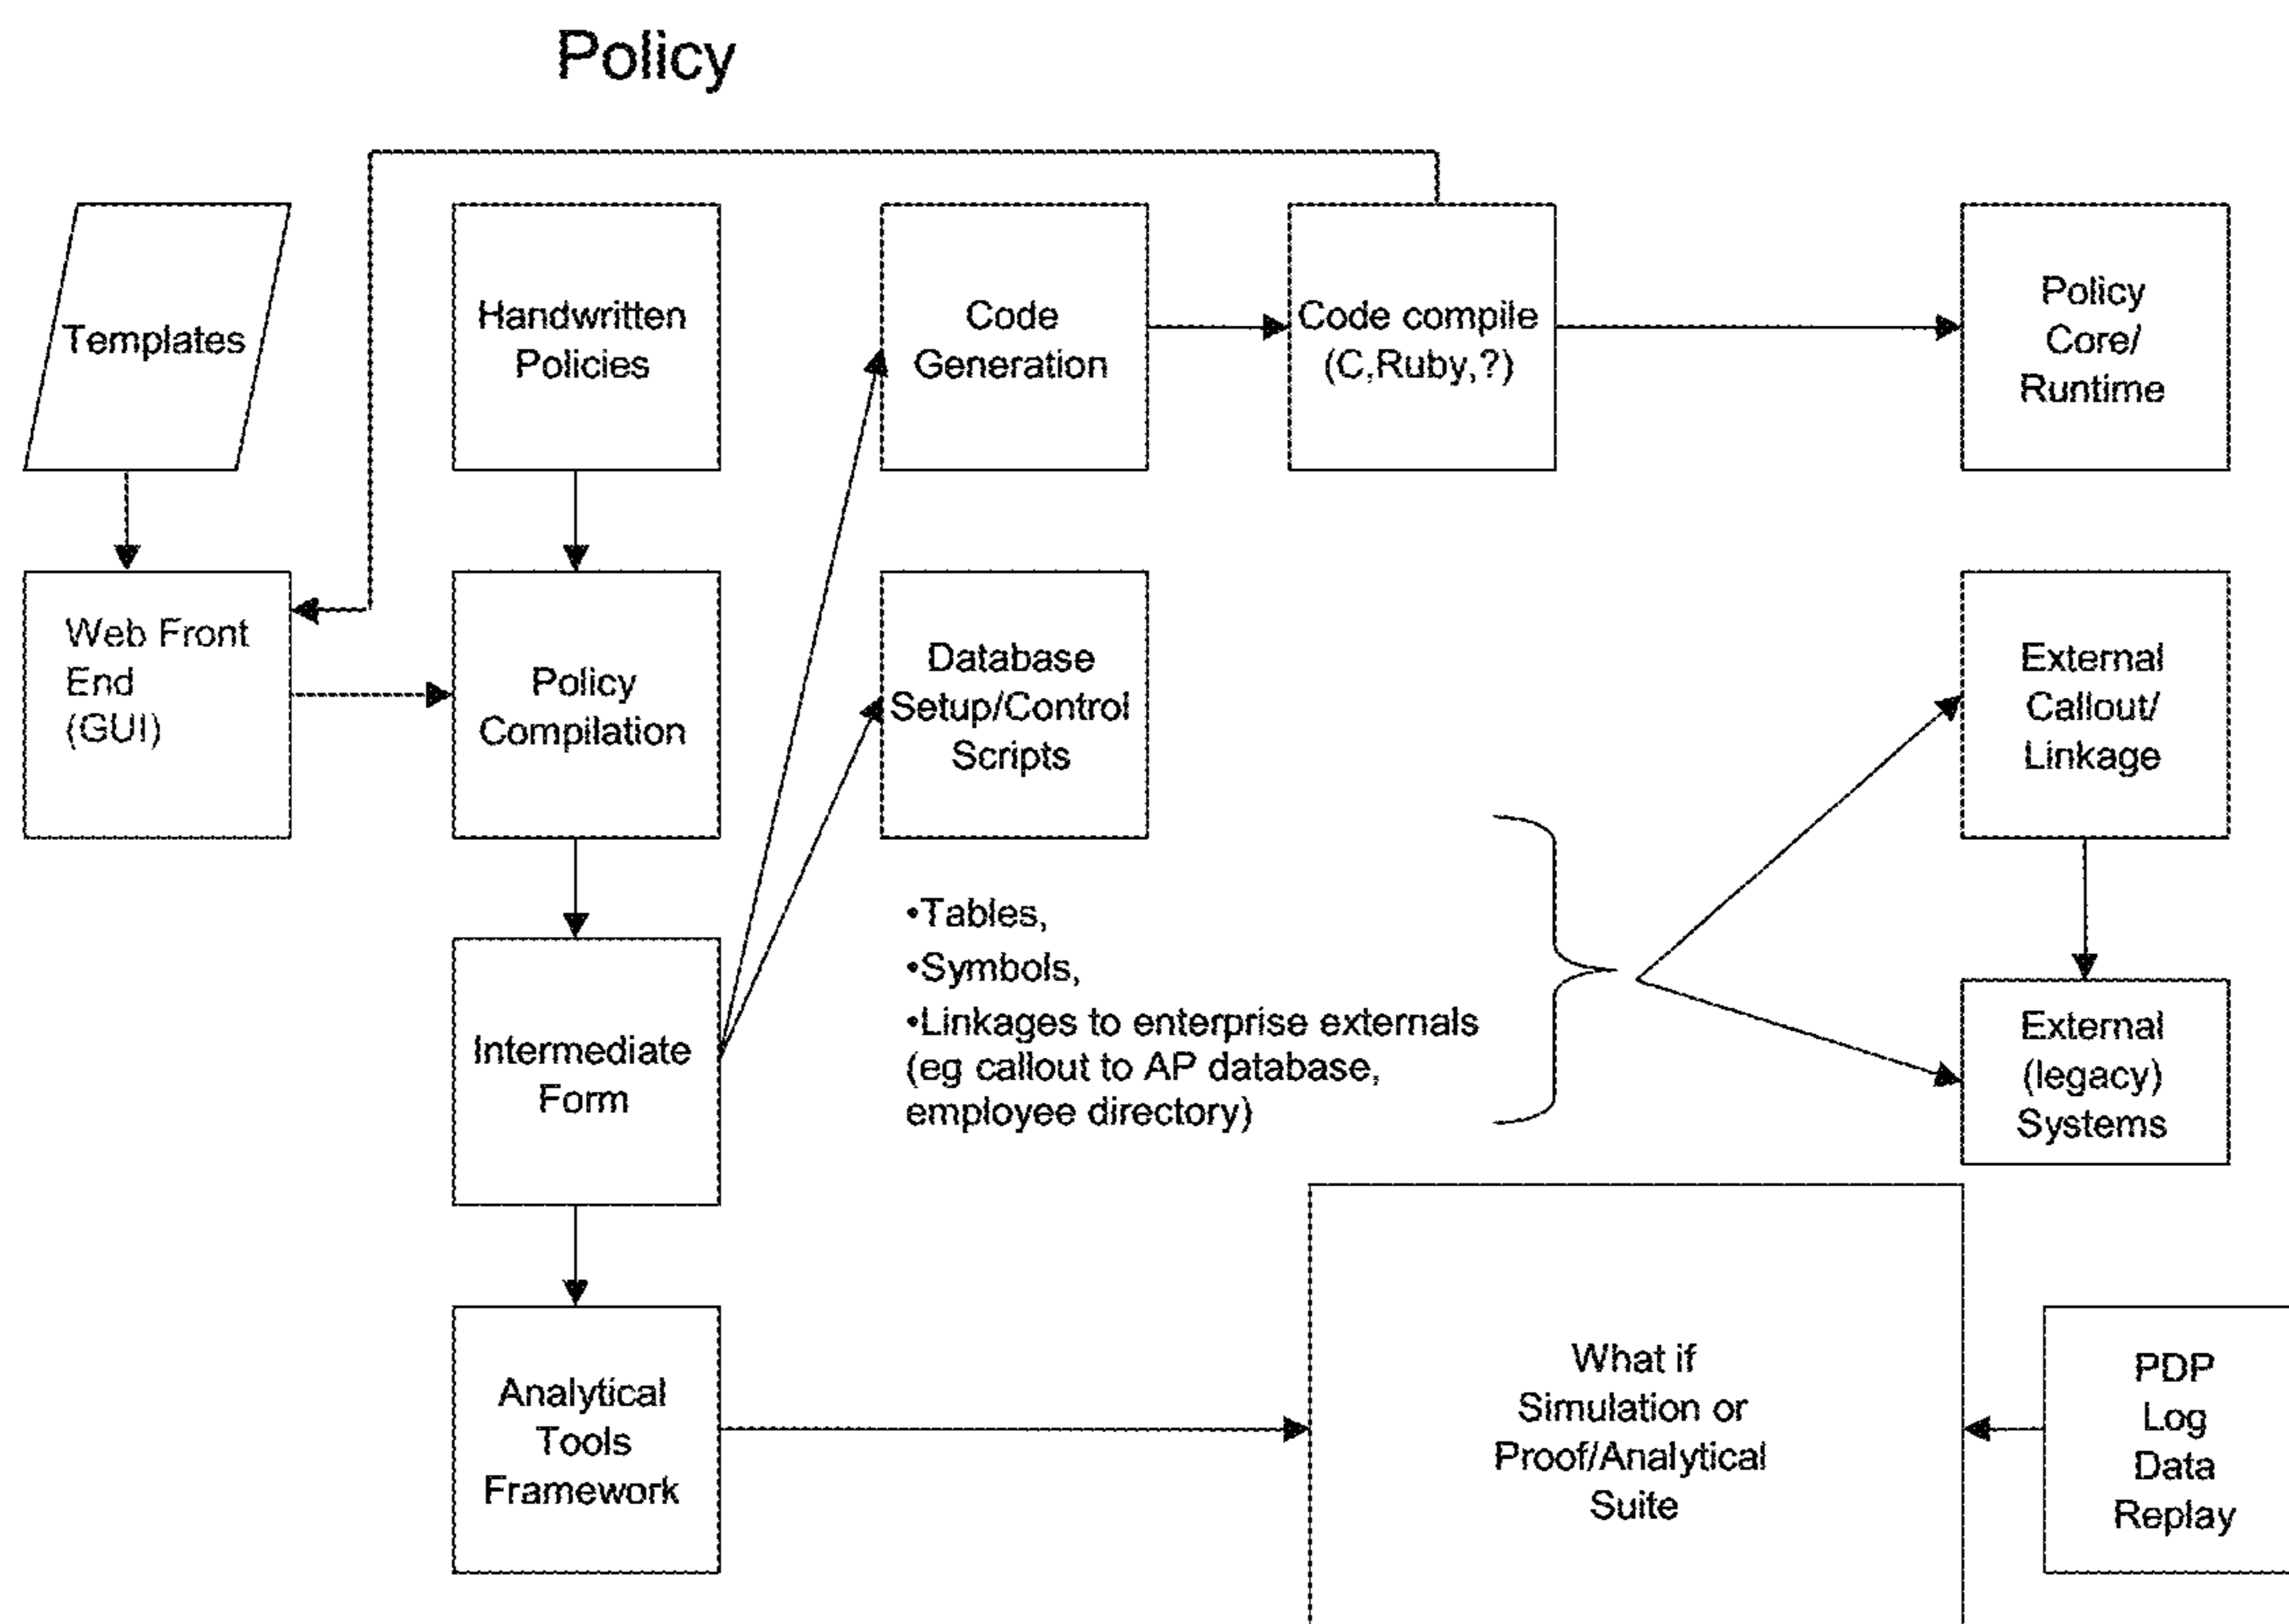 Policy
Templates
Handwritten
Policies
Code
Generation
Code compile
(C,Ruby,?)
Policy
Core/
Runtime
Web Front
End
(GUI)
Policy
Compilation
Database
Setup/Control
Scripts
External
Callout/
Linkage
Intermediate
Form
•Tables,
•Symbols,
•Linkages to enterprise externals
(eg callout to AP database,
employee directory)
External
(legacy)
Systems
Analytical
Tools
Framework
What if
Simulation or
Proof/Analytical
Suite
PDP
Log
Data
Replay